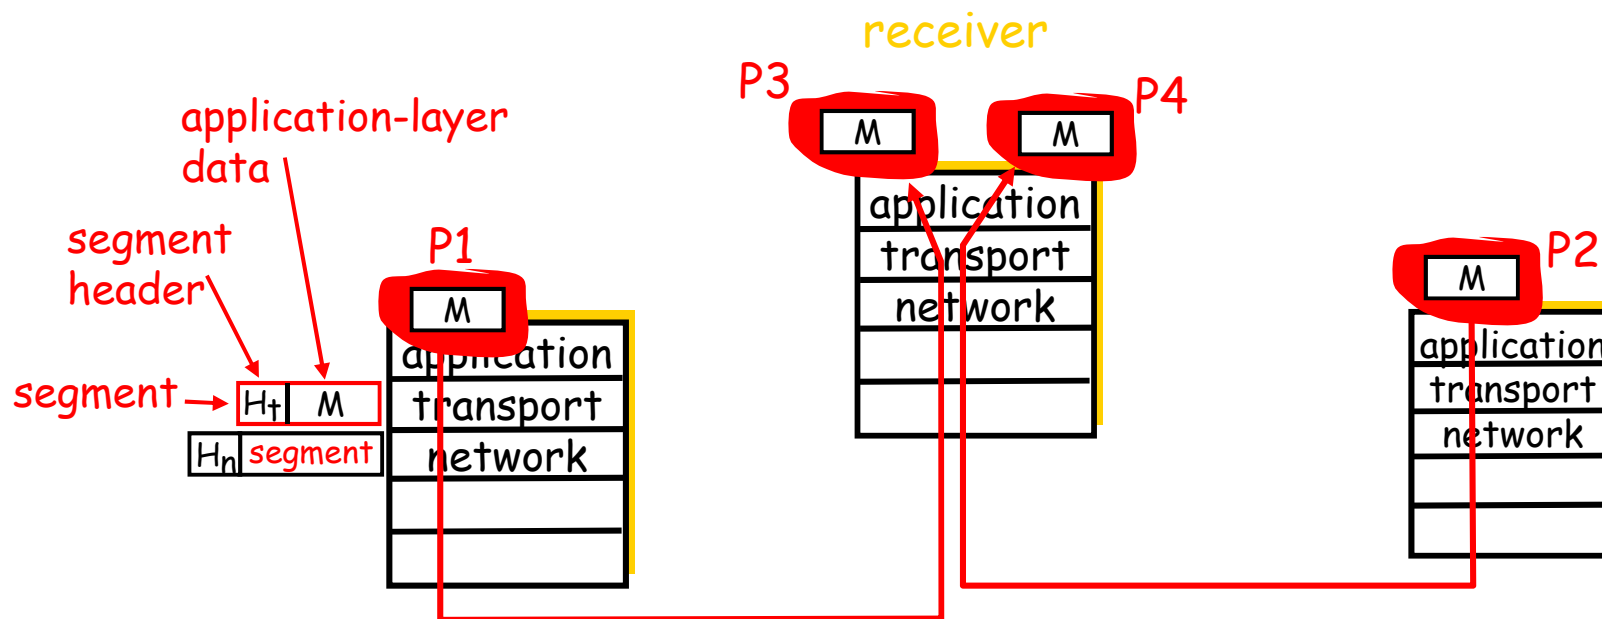 receiver
P3
P4
M
M
application-layer
data
application
transport
network
segment
header
P1
M
application
transport
network
segment
Ht
M
Hn
segment
P2
M
application
transport
network